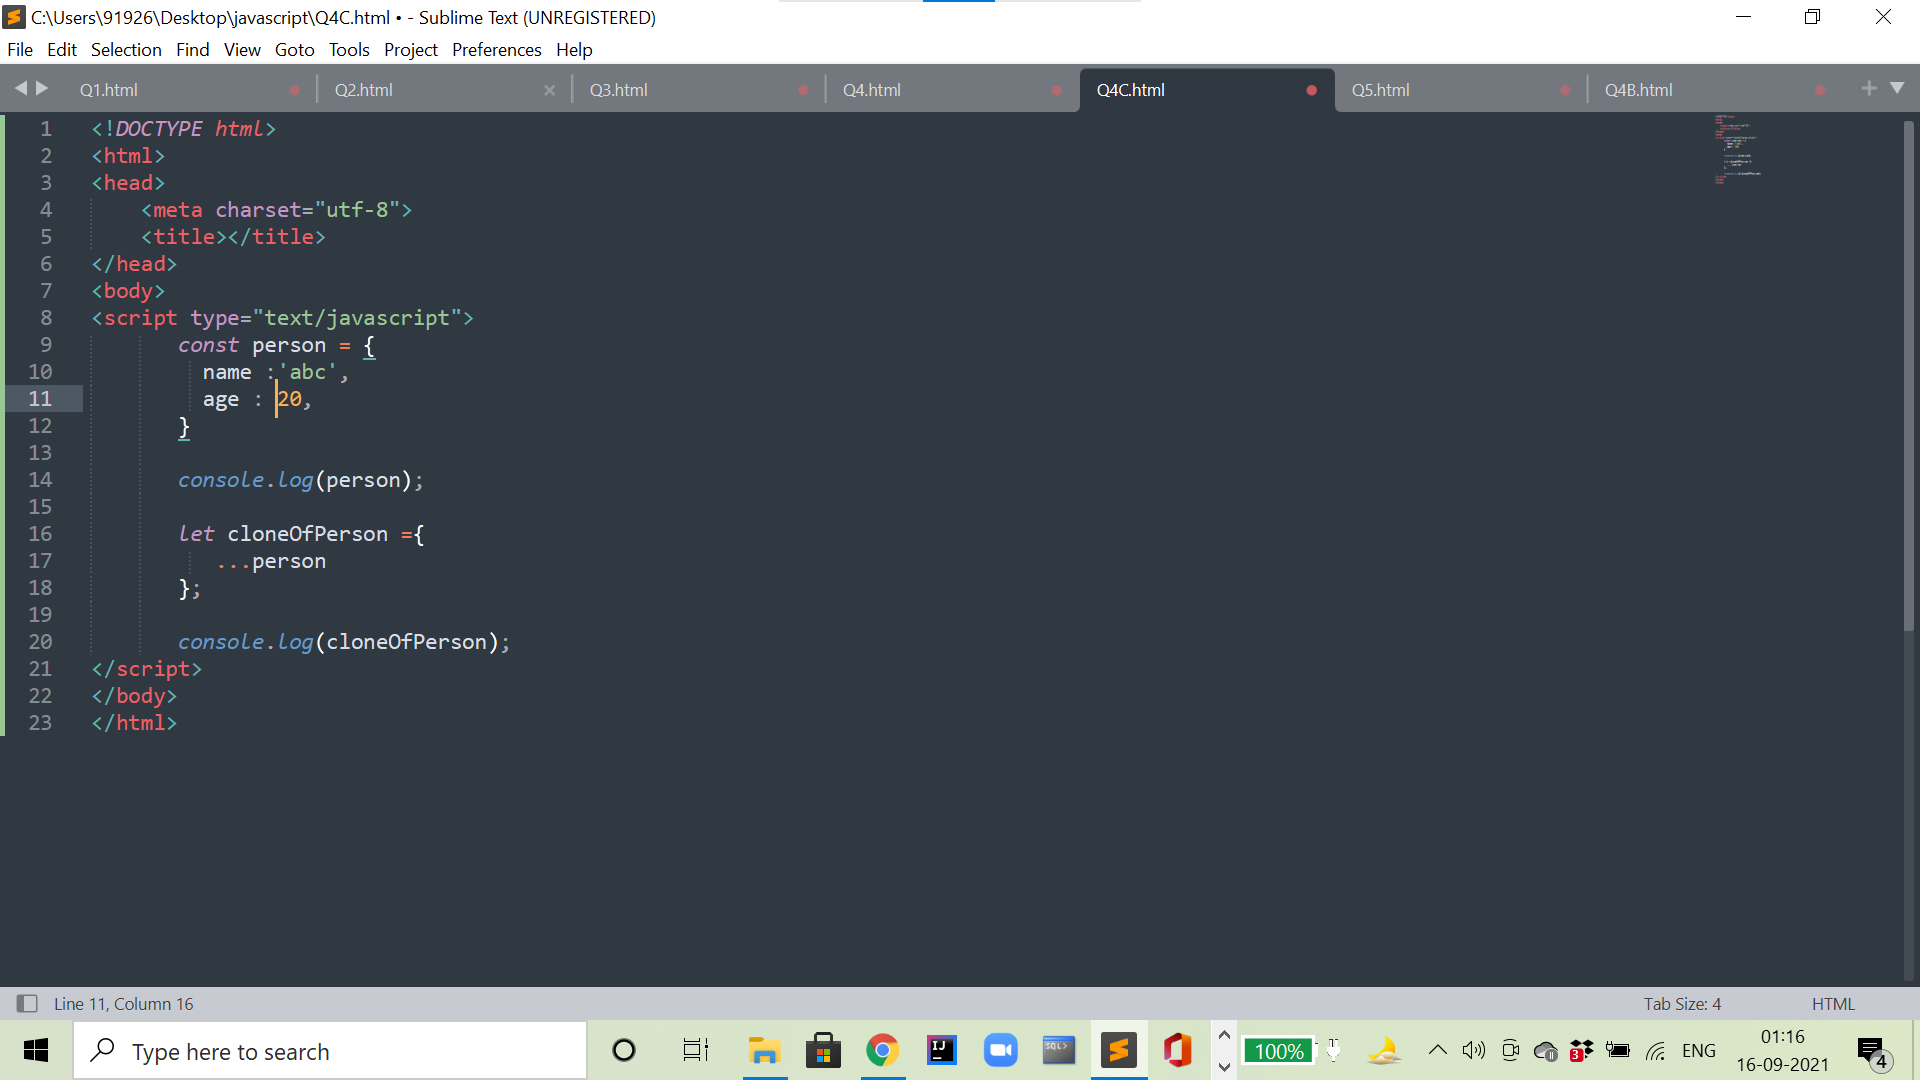 C:\Users\91926\Desktop\javascript\Q4C.html • - Sublime Text (UNREGISTERED)
File Edit Selection Find View Goto Tools Project Preferences Help
Q1.html Q2.html Q3.html Q4.html Q4C.html Q5.html Q4B.html
1 <!DOCTYPE html>
2 <html>
3 <head>
4 <meta charset="utf-8">
5 <title></title>
6 </head>
7 <body>
8 <script type="text/javascript">
9 const person = {
10 name :'abc',
11 age : 20,
12 }
13
14 console.log(person);
15
16 let cloneOfPerson ={
17 ...person
18 };
19
20 console.log(cloneOfPerson);
21 </script>
22 </body>
23 </html>
Line 11, Column 16 Tab Size: 4 HTML
Type here to search
IJ
SQL>
100%
3
ENG
01:16
16-09-2021
4